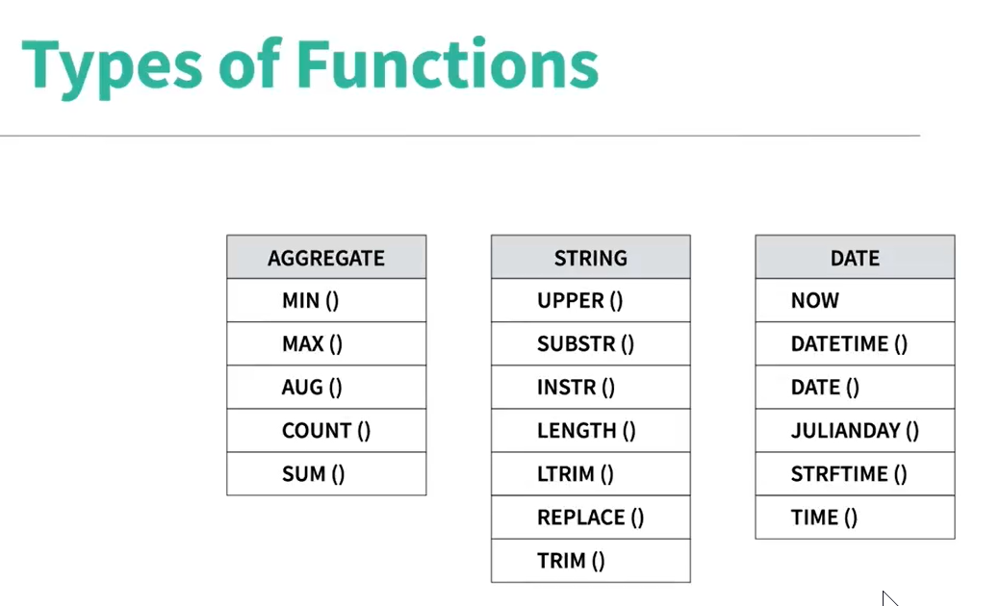 Types of Functions
AGGREGATE
MIN ()
MAX ()
AUG ()
COUNT ()
SUM ()
STRING
UPPER ()
SUBSTR ()
INSTR ()
LENGTH ()
LTRIM ()
REPLACE ()
TRIM ()
DATE
NOW
DATETIME ()
DATE ()
JULIANDAY ()
STRFTIME ()
TIME ()